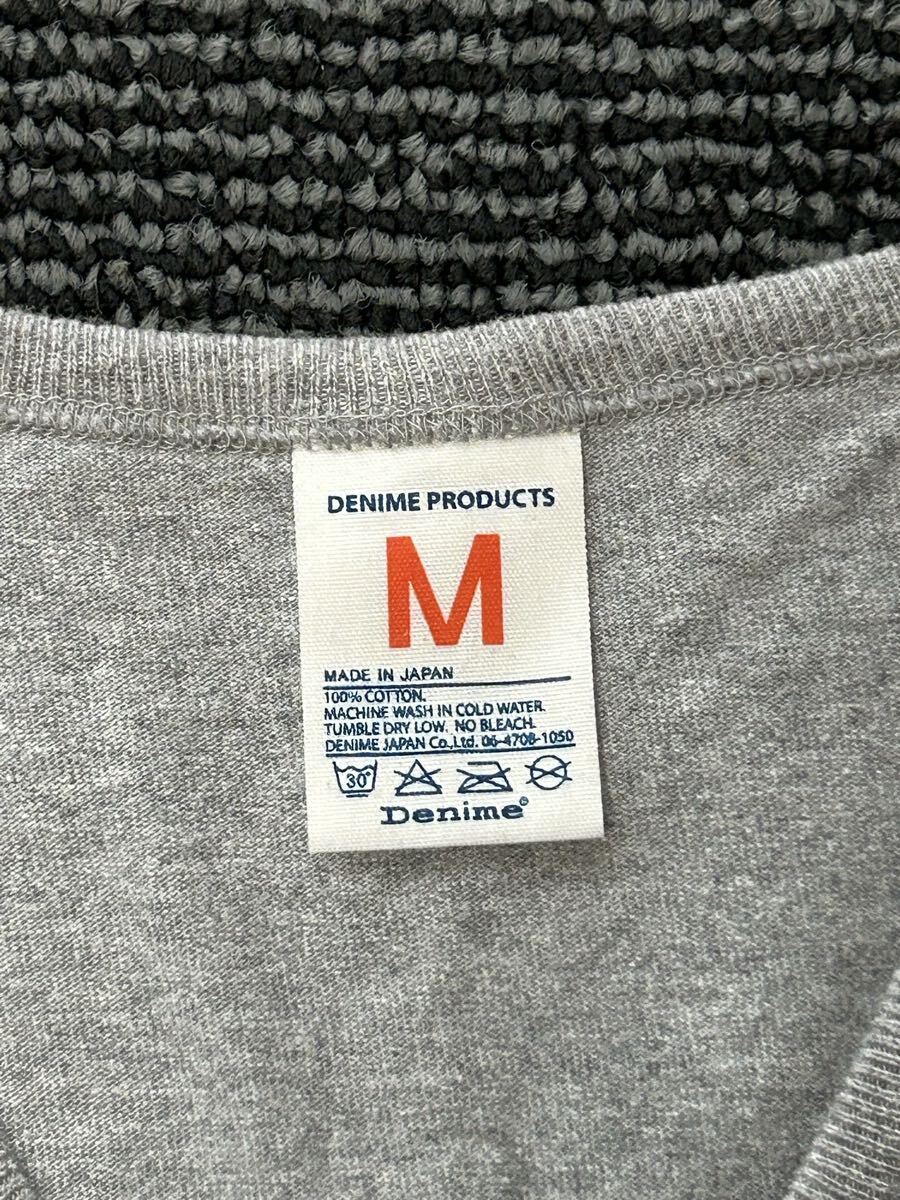 DENIME PRODUCTS
M
MADE IN JAPAN
100% COTTON.
MACHINE WASH IN COLD WATER.
TUMBLE DRY LOW. NO BLEACH.
DENIME JAPAN Co.,Ltd. 06-4708-1050
30°
Denime®